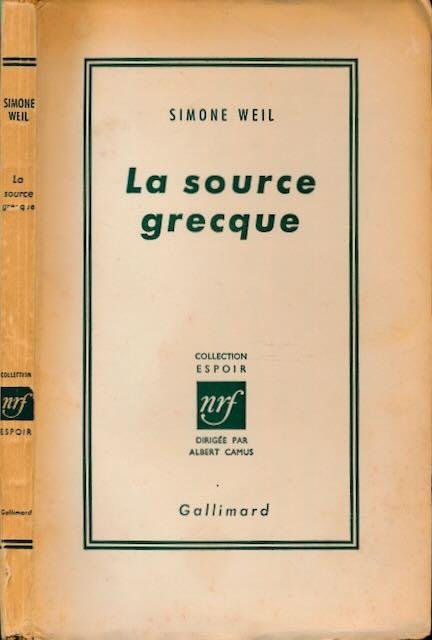 SIMONE
WEIL
La
source
COLLECTION
nrf
ESPOIR
Gallimard
SIMONE WEIL
La source
grecque
COLLECTION
ESPOIR
nrf
DIRIGÉE PAR
ALBERT CAMUS
Gallimard